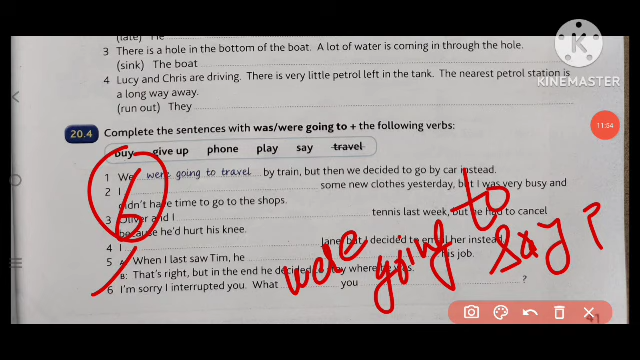 (late) He
3 There is a hole in the bottom of the boat. A lot of water is coming in through the hole.
(sink) The boat
4 Lucy and Chris are driving. There is very little petrol left in the tank. The nearest petrol station is
a long way away.
(run out) They
KINEMASTER
11:54
20.4 Complete the sentences with was/were going to + the following verbs:
buy give up phone play say travel
1 We were going to travel by train, but then we decided to go by car instead.
2 I some new clothes yesterday, but I was very busy and
didn't have time to go to the shops.
3 Oliver and I tennis last week, but he had to cancel
because he'd hurt his knee.
4 I Jane, but I decided to email her instead.
5 A: When I last saw Tim, he his job.
B: That's right, but in the end he decided to stay where he was.
6 I'm sorry I interrupted you. What you ?
6
were going to say ?
41